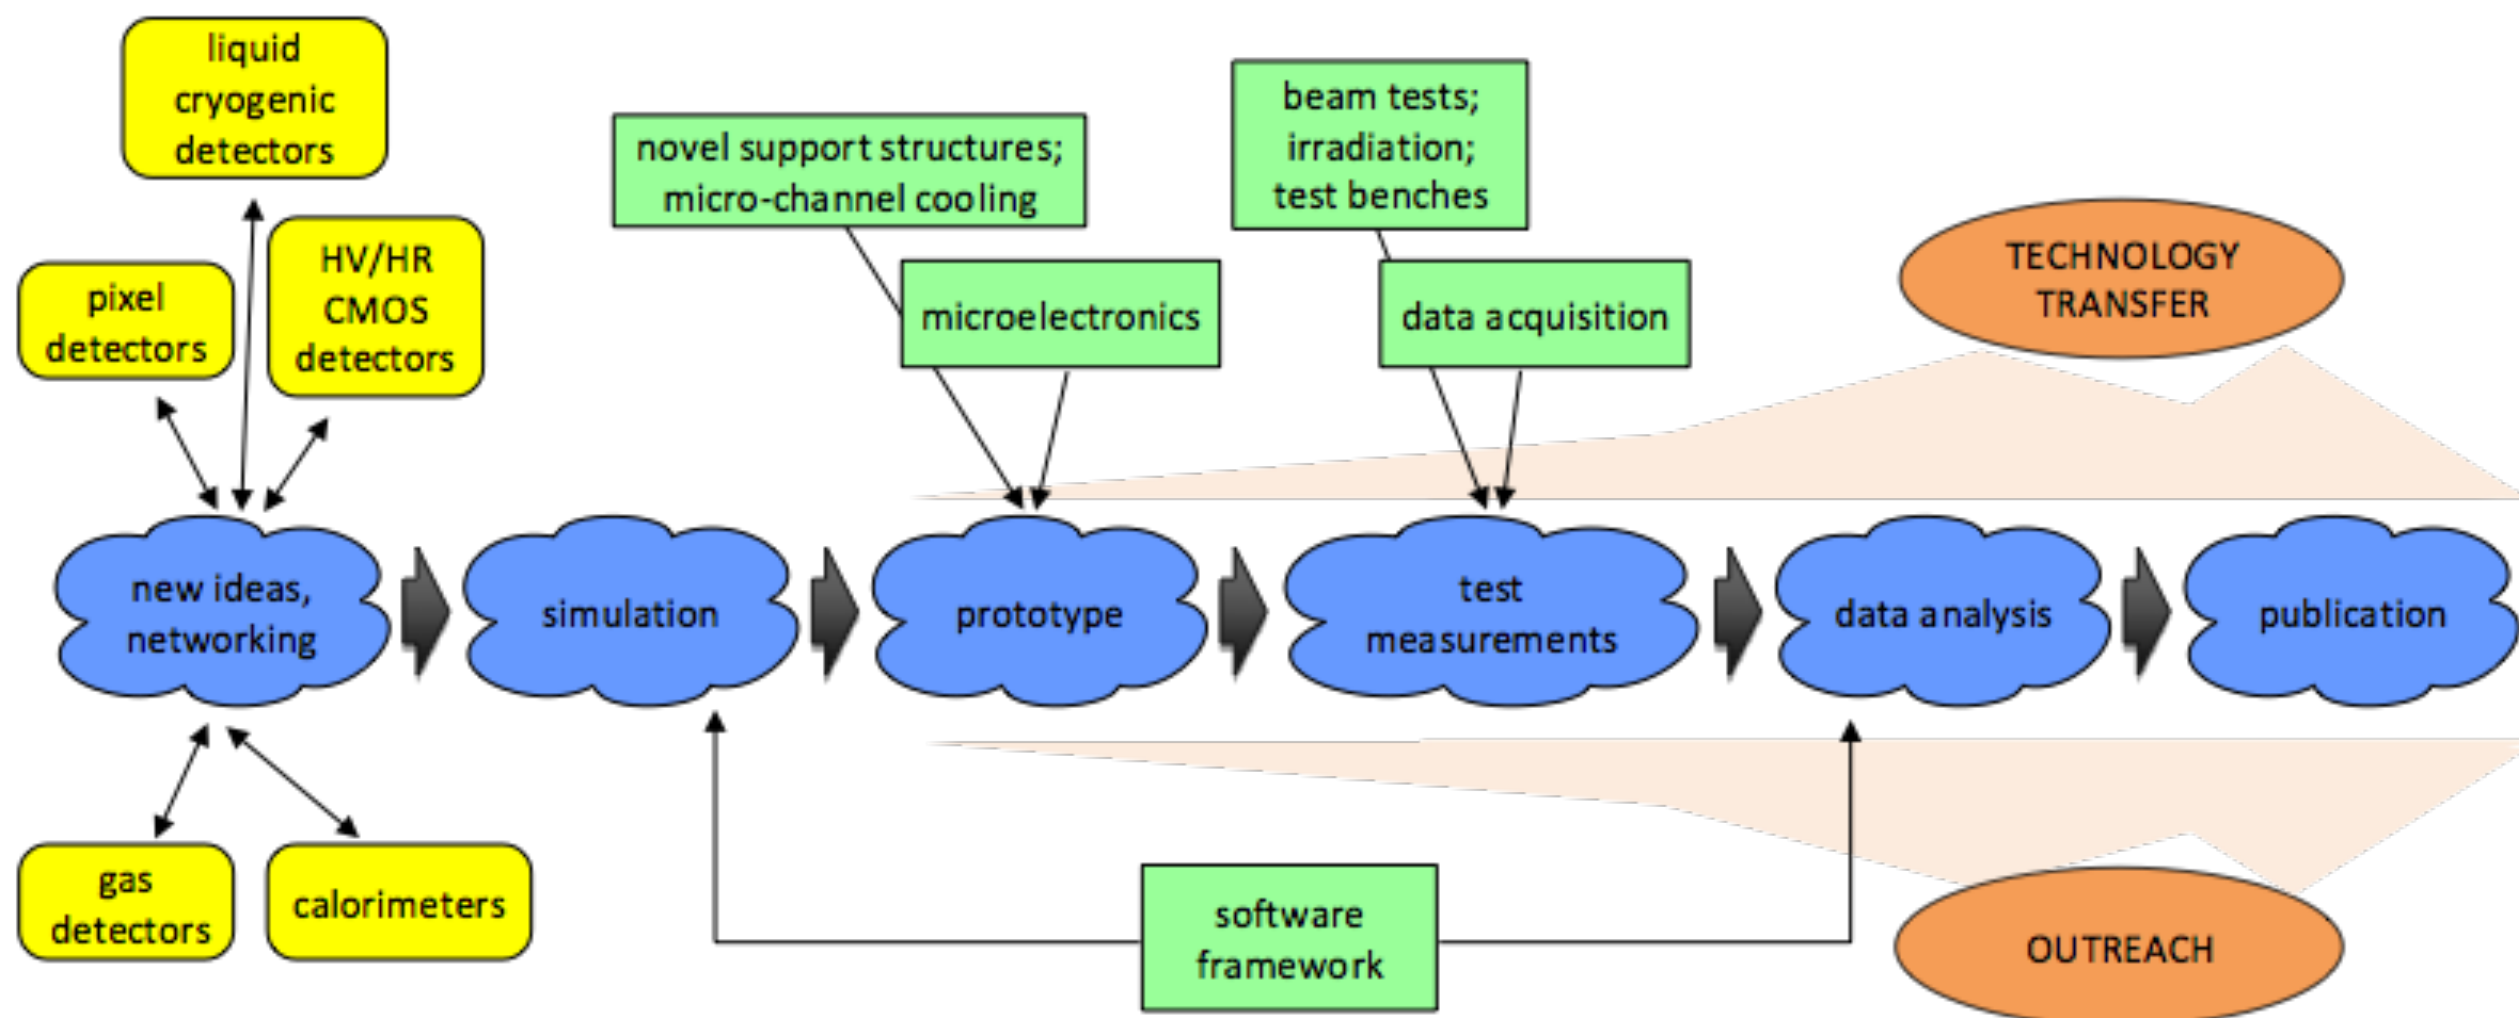 liquid
cryogenic
detectors
pixel
detectors
HV/HR
CMOS
detectors
novel support structures;
micro-channel cooling
microelectronics
beam tests;
irradiation;
test benches
data acquisition
TECHNOLOGY
TRANSFER
new ideas,
networking
simulation
prototype
test
measurements
data analysis
publication
gas
detectors
calorimeters
software
framework
OUTREACH